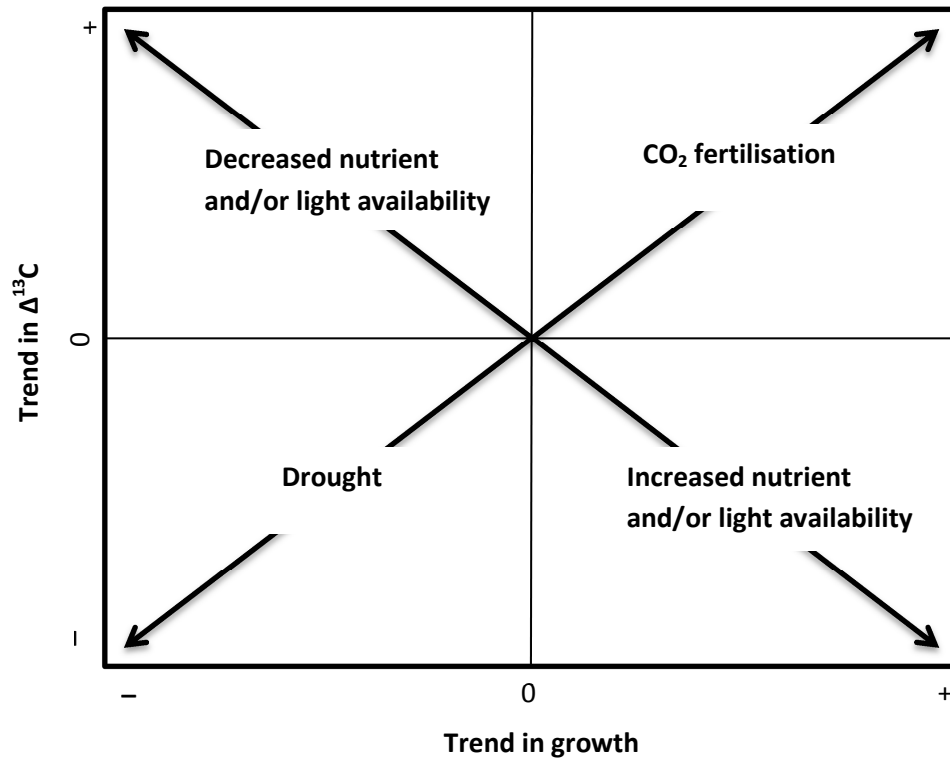 +
Decreased nutrient
and/or light availability
CO₂ fertilisation
Trend in Δ¹³C
0
Drought
Increased nutrient
and/or light availability
–
– 0 +
Trend in growth